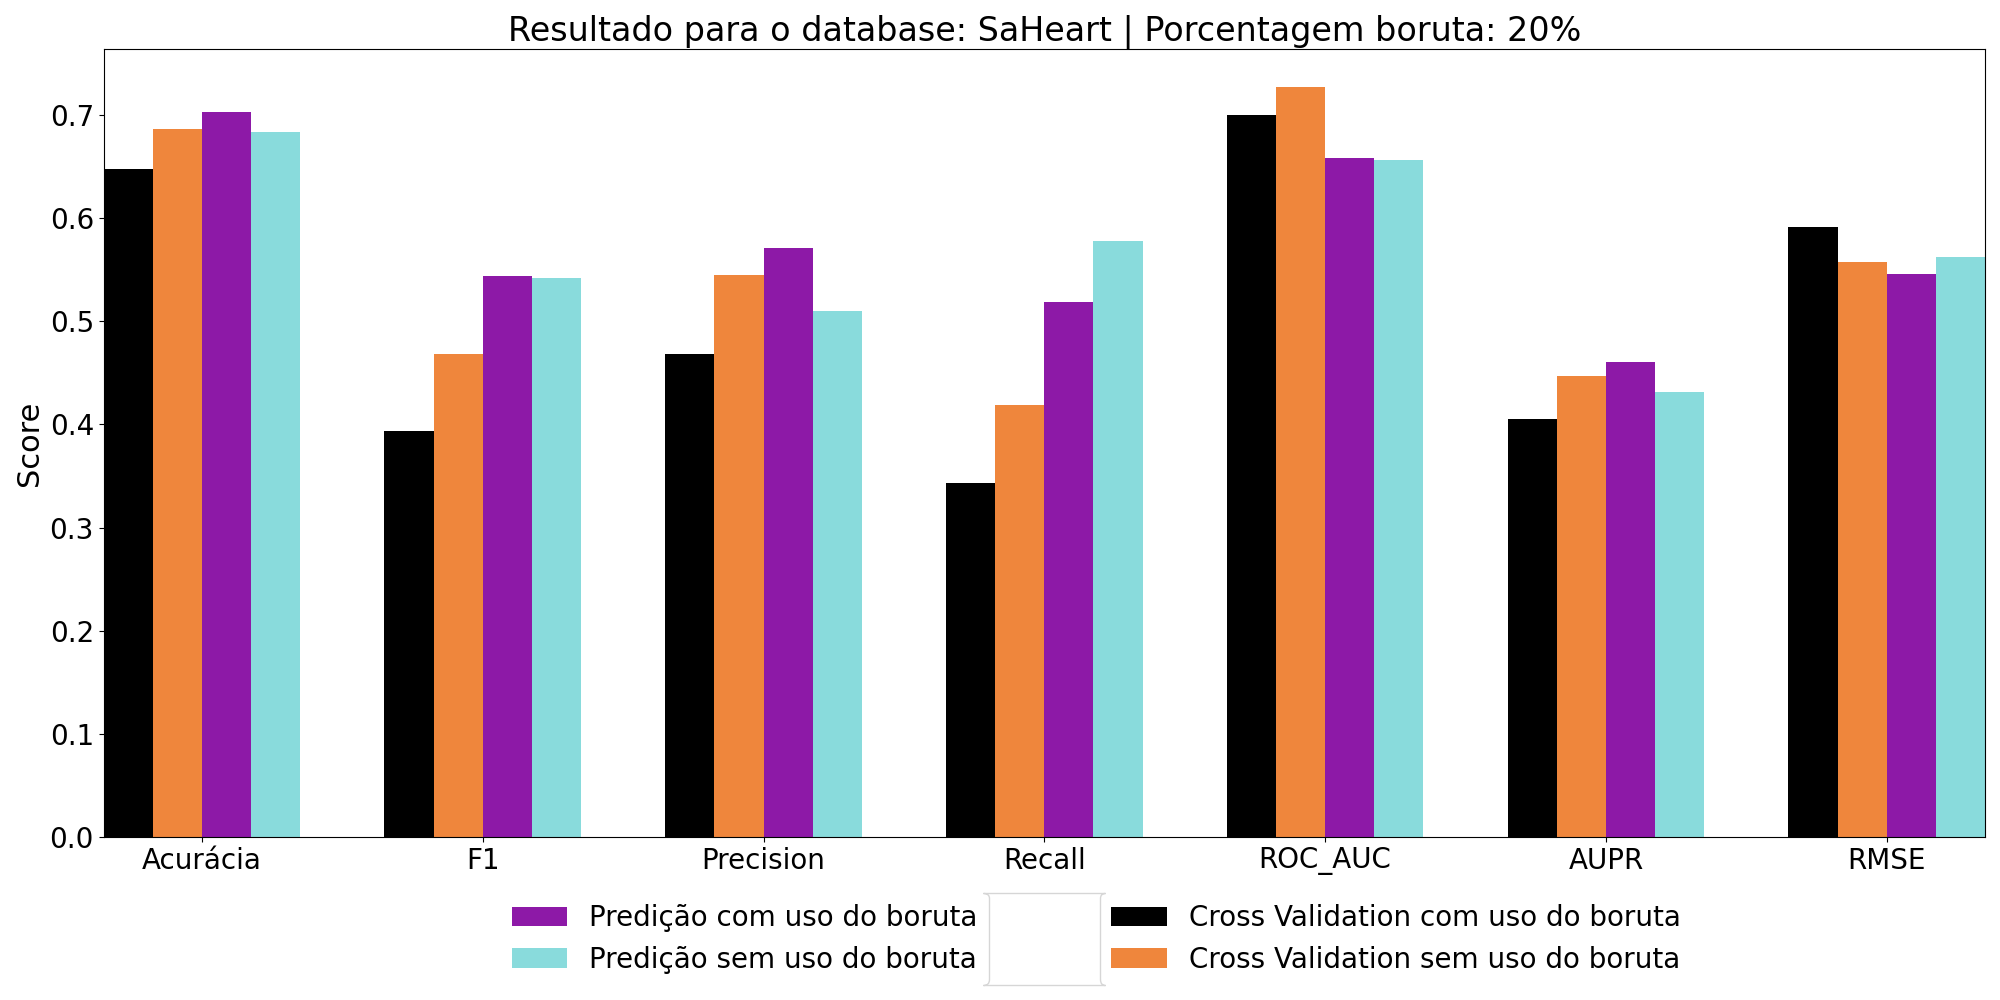 Resultado para o database: SaHeart | Porcentagem boruta: 20%
Score
0.7
0.6
0.5
0.4
0.3
0.2
0.1
0.0
Acurácia F1 Precision Recall ROC_AUC AUPR RMSE
Predição com uso do boruta
Predição sem uso do boruta
Cross Validation com uso do boruta
Cross Validation sem uso do boruta